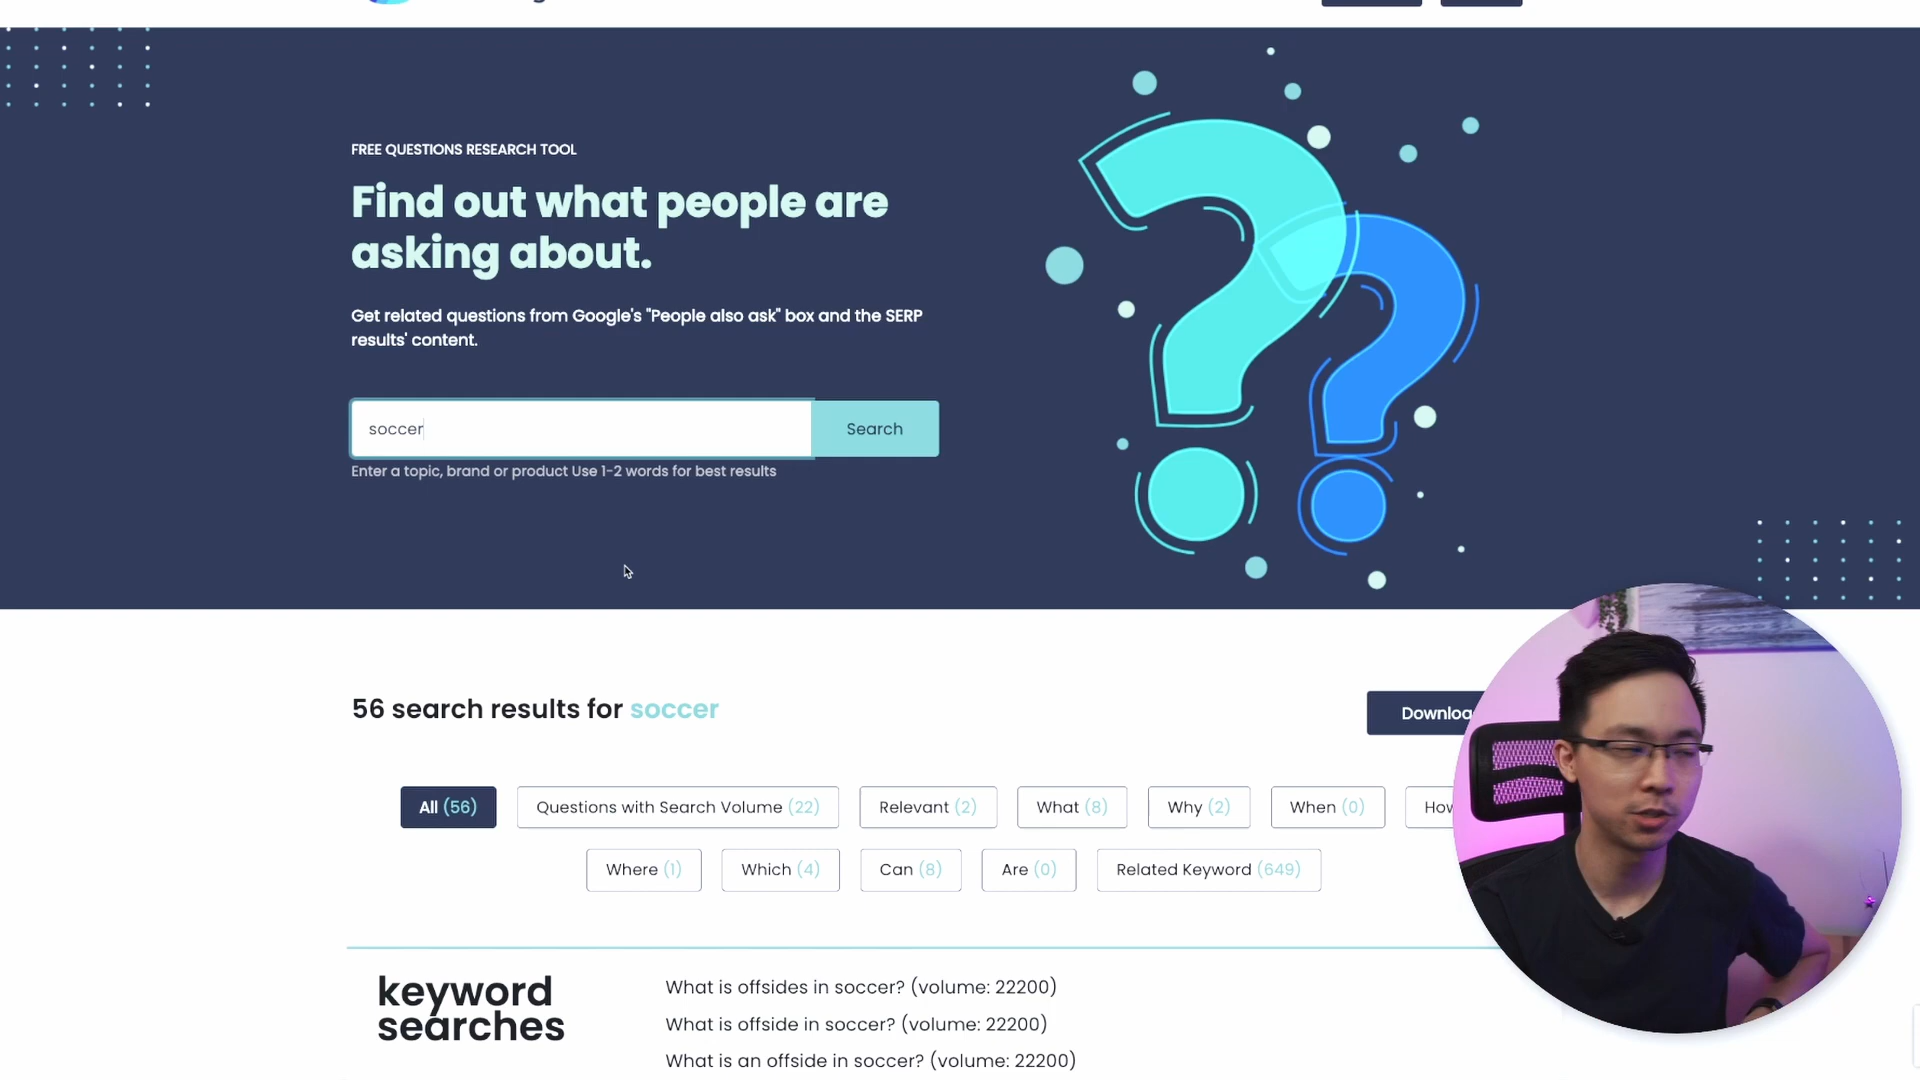 FREE QUESTIONS RESEARCH TOOL
Find out what people are
asking about.
Get related questions from Google's "People also ask" box and the SERP
results' content.
soccer
Search
Enter a topic, brand or product Use 1-2 words for best results
56 search results for soccer
All (56)
Questions with Search Volume (22)
Relevant (2)
What (8)
Why (2)
When (0)
Where (1)
Which (4)
Can (8)
Are (0)
Related Keyword (649)
keyword
searches
What is offsides in soccer? (volume: 22200)
What is offside in soccer? (volume: 22200)
What is an offside in soccer? (volume: 22200)